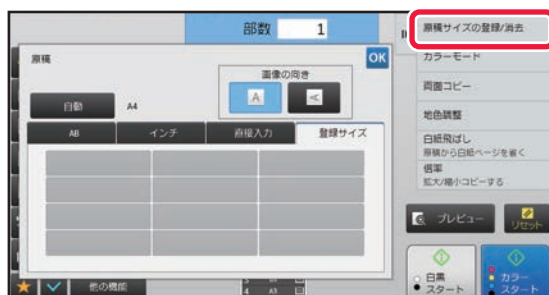 部数 1
原稿サイズの登録/消去
原稿
OK
カラーモード
画像の向き
両面コピー
自動 A4
A A
地色調整
AB インチ 直接入力 登録サイズ
白紙飛ばし
原稿から白紙ページを省く
倍率
拡大/縮小コピーする
プレビュー リセット
他の機能
4 A3
白黒
スタート
カラー
スタート